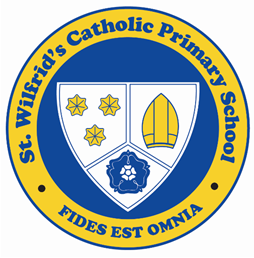 St. Wilfrid's Catholic Primary School
FIDES EST OMNIA